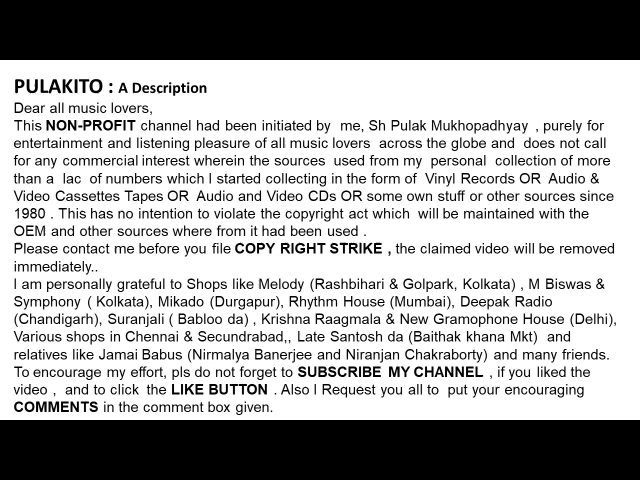 PULAKITO : A Description
Dear all music lovers,
This NON-PROFIT channel had been initiated by me, Sh Pulak Mukhopadhyay , purely for
entertainment and listening pleasure of all music lovers across the globe and does not call
for any commercial interest wherein the sources used from my personal collection of more
than a lac of numbers which I started collecting in the form of Vinyl Records OR Audio &
Video Cassettes Tapes OR Audio and Video CDs OR some own stuff or other sources since
1980 . This has no intention to violate the copyright act which will be maintained with the
OEM and other sources where from it had been used .
Please contact me before you file COPY RIGHT STRIKE , the claimed video will be removed
immediately..
I am personally grateful to Shops like Melody (Rashbihari & Golpark, Kolkata) , M Biswas &
Symphony ( Kolkata), Mikado (Durgapur), Rhythm House (Mumbai), Deepak Radio
(Chandigarh), Suranjali ( Babloo da) , Krishna Raagmala & New Gramophone House (Delhi),
Various shops in Chennai & Secundrabad,, Late Santosh da (Baithak khana Mkt) and
relatives like Jamai Babus (Nirmalya Banerjee and Niranjan Chakraborty) and many friends.
To encourage my effort, pls do not forget to SUBSCRIBE MY CHANNEL , if you liked the
video , and to click the LIKE BUTTON . Also I Request you all to put your encouraging
COMMENTS in the comment box given.